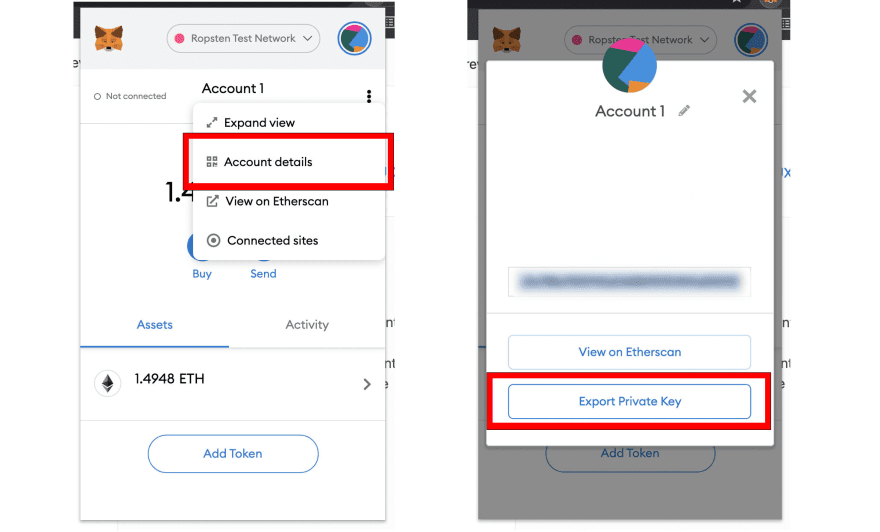 Ropsten Test Network
Not connected
Account 1
Expand view
Account details
View on Etherscan
Connected sites
1.4
Buy
Send
Assets
Activity
1.4948 ETH
Add Token
Ropsten Test Network
Account 1
View on Etherscan
Export Private Key
Add Token